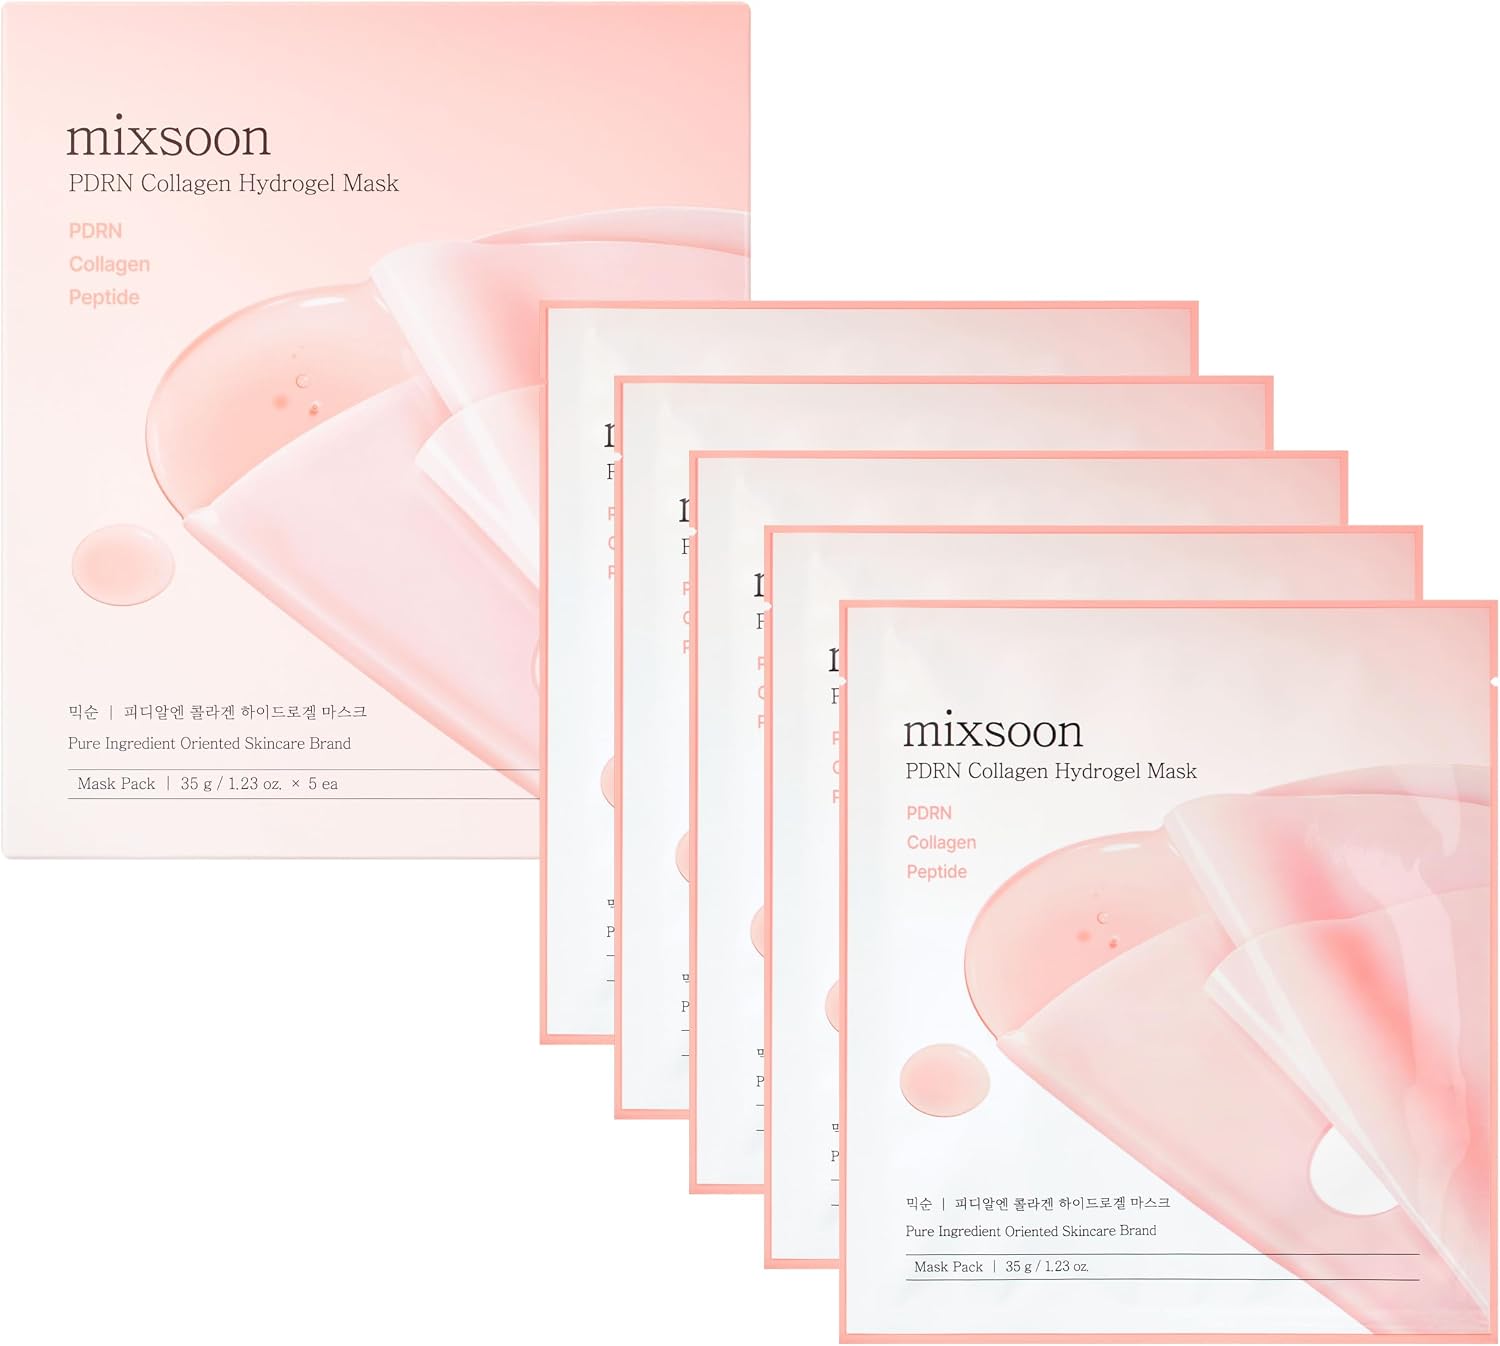 mixsoon
PDRN Collagen Hydrogel Mask
PDRN
Collagen
Peptide
믹순 | 피디알엔 콜라겐 하이드로겔 마스크
Pure Ingredient Oriented Skincare Brand
Mask Pack | 35 g / 1.23 oz. × 5 ea
mixsoon
PDRN Collagen Hydrogel Mask
PDRN
Collagen
Peptide
믹순 | 피디알엔 콜라겐 하이드로겔 마스크
Pure Ingredient Oriented Skincare Brand
Mask Pack | 35 g / 1.23 oz.